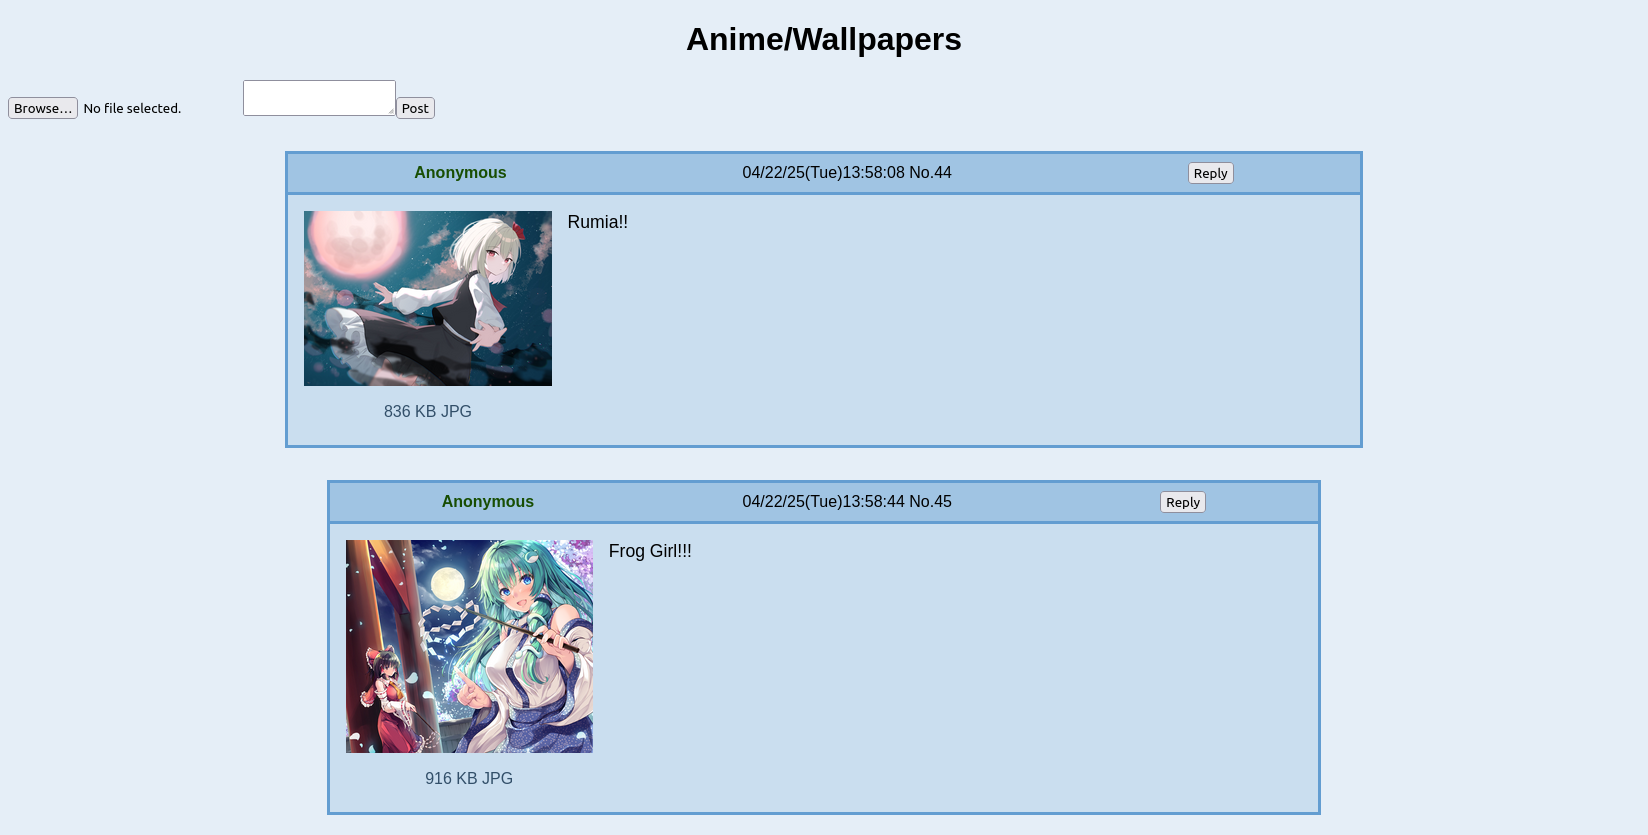 Anime/Wallpapers
Browse... No file selected. Post
Anonymous 04/22/25(Tue)13:58:08 No.44 Reply
Rumia!!
836 KB JPG
Anonymous 04/22/25(Tue)13:58:44 No.45 Reply
Frog Girl!!!
916 KB JPG